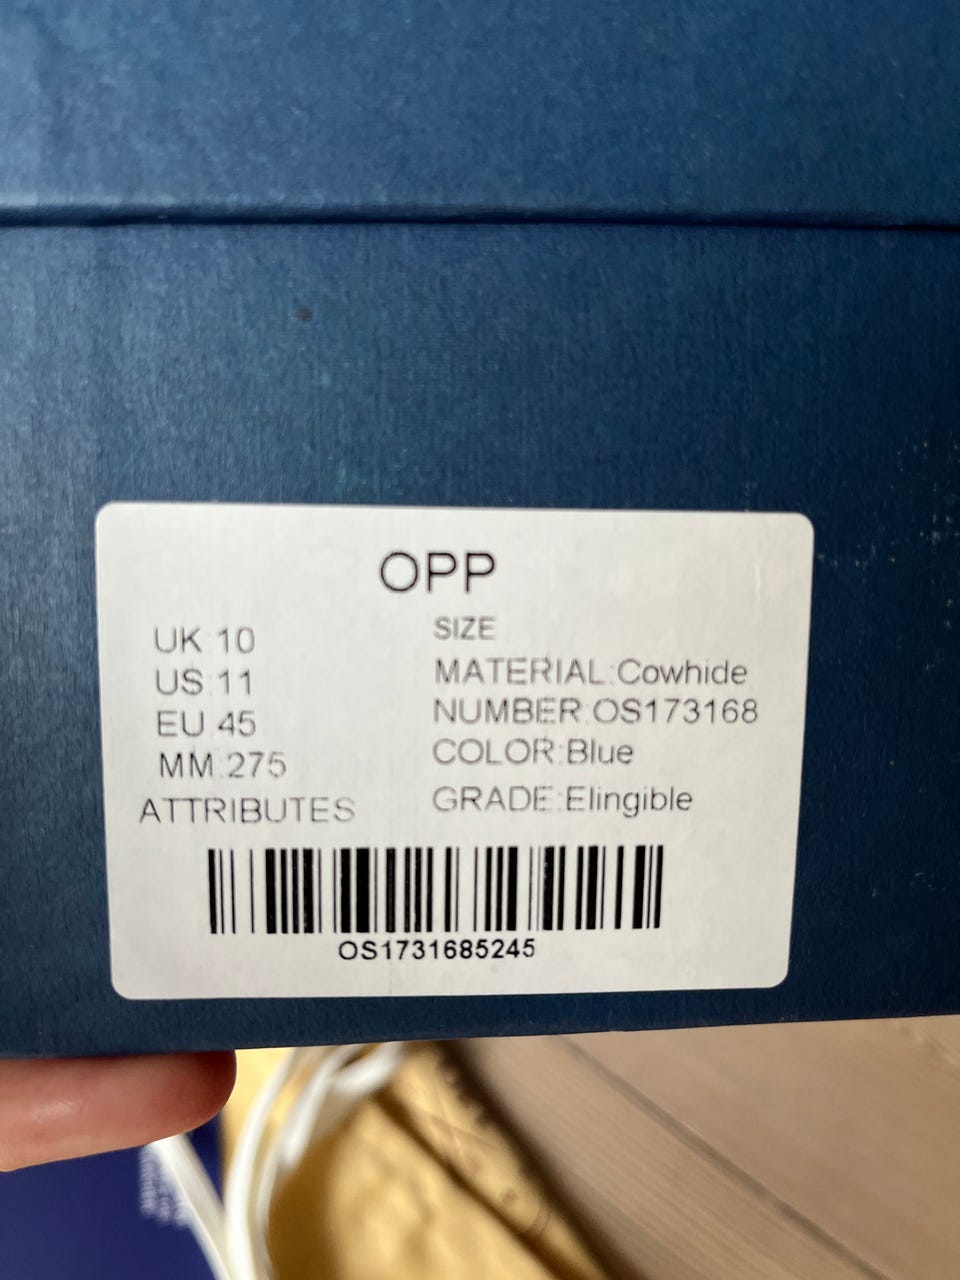 OPP
UK:10
US:11
EU:45
MM:275
ATTRIBUTES
SIZE
MATERIAL:Cowhide
NUMBER:OS173168
COLOR:Blue
GRADE:Elingible
OS1731685245